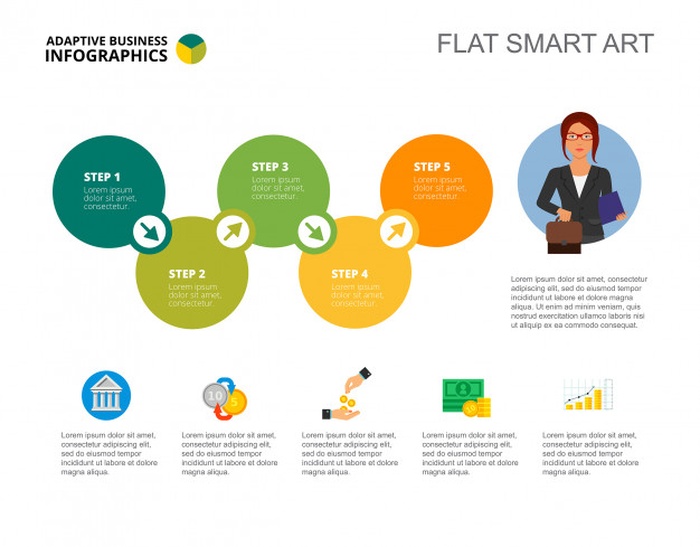 ADAPTIVE BUSINESS
INFOGRAPHICS
FLAT SMART ART
STEP 1
Lorem ipsum
dolor sit amet,
consectetur.
STEP 2
Lorem ipsum
dolor sit amet,
consectetur.
STEP 3
Lorem ipsum
dolor sit amet,
consectetur.
STEP 4
Lorem ipsum
dolor sit amet,
consectetur.
STEP 5
Lorem ipsum
dolor sit amet,
consectetur.
Lorem ipsum dolor sit amet, consectetur
adipiscing elit, sed do eiusmod tempor
incididunt ut labore et dolore magna
aliqua. Ut enim ad minim veniam, quis
nostrud exercitation ullamco laboris nisi
ut aliquip ex ea commodo consequat.
10
5
10
Lorem ipsum dolor sit amet,
consectetur adipiscing elit,
sed do eiusmod tempor
incididunt ut labore et dolore
magna aliqua.
Lorem ipsum dolor sit amet,
consectetur adipiscing elit,
sed do eiusmod tempor
incididunt ut labore et dolore
magna aliqua.
Lorem ipsum dolor sit amet,
consectetur adipiscing elit,
sed do eiusmod tempor
incididunt ut labore et dolore
magna aliqua.
Lorem ipsum dolor sit amet,
consectetur adipiscing elit,
sed do eiusmod tempor
incididunt ut labore et dolore
magna aliqua.
Lorem ipsum dolor sit amet,
consectetur adipiscing elit,
sed do eiusmod tempor
incididunt ut labore et dolore
magna aliqua.